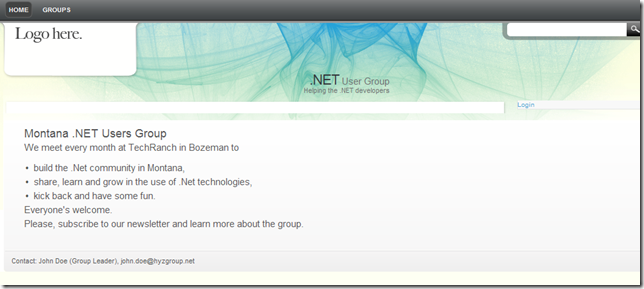 HOME GROUPS
Logo here.
.NET User Group
Helping the .NET developers
Login
Montana .NET Users Group
We meet every month at TechRanch in Bozeman to
• build the .Net community in Montana,
• share, learn and grow in the use of .Net technologies,
• kick back and have some fun.
Everyone's welcome.
Please, subscribe to our newsletter and learn more about the group.
Contact: John Doe (Group Leader), john.doe@hyzgroup.net